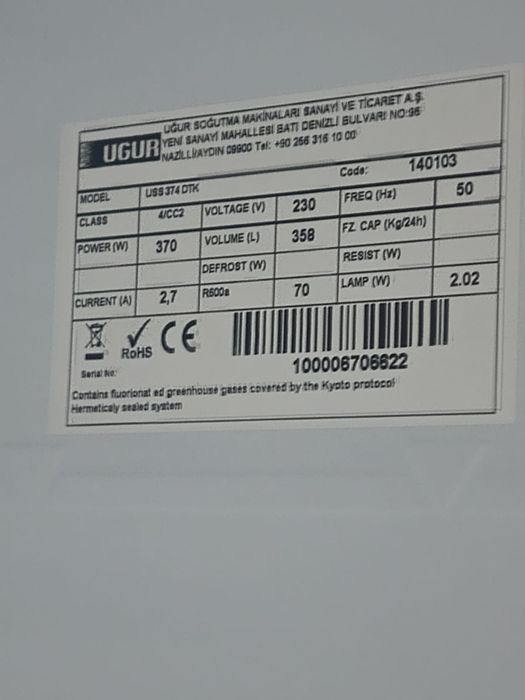 UĞUR SOĞUTMA MAKİNALARI SANAYİ VE TİCARET A.Ş.
UGUR YENİ SANAYİ MAHALLESİ BATI DENİZLİ BULVARI NO:96
NAZİLLİ/AYDIN 09900 Tel: +90 256 316 10 00
Code: 140103
MODEL USS 374 DTK
CLASS 4/CC2 VOLTAGE (V) 230 FREQ (Hz) 50
POWER (W) 370 VOLUME (L) 358 FZ. CAP (Kg/24h)
DEFROST (W) RESIST (W)
CURRENT (A) 2,7 R600a 70 LAMP (W) 2.02
RoHS CE
Serial No: 100006706622
Contains fluorionat ed greenhouse gases covered by the Kyoto protocol
Hermeticaly sealed system